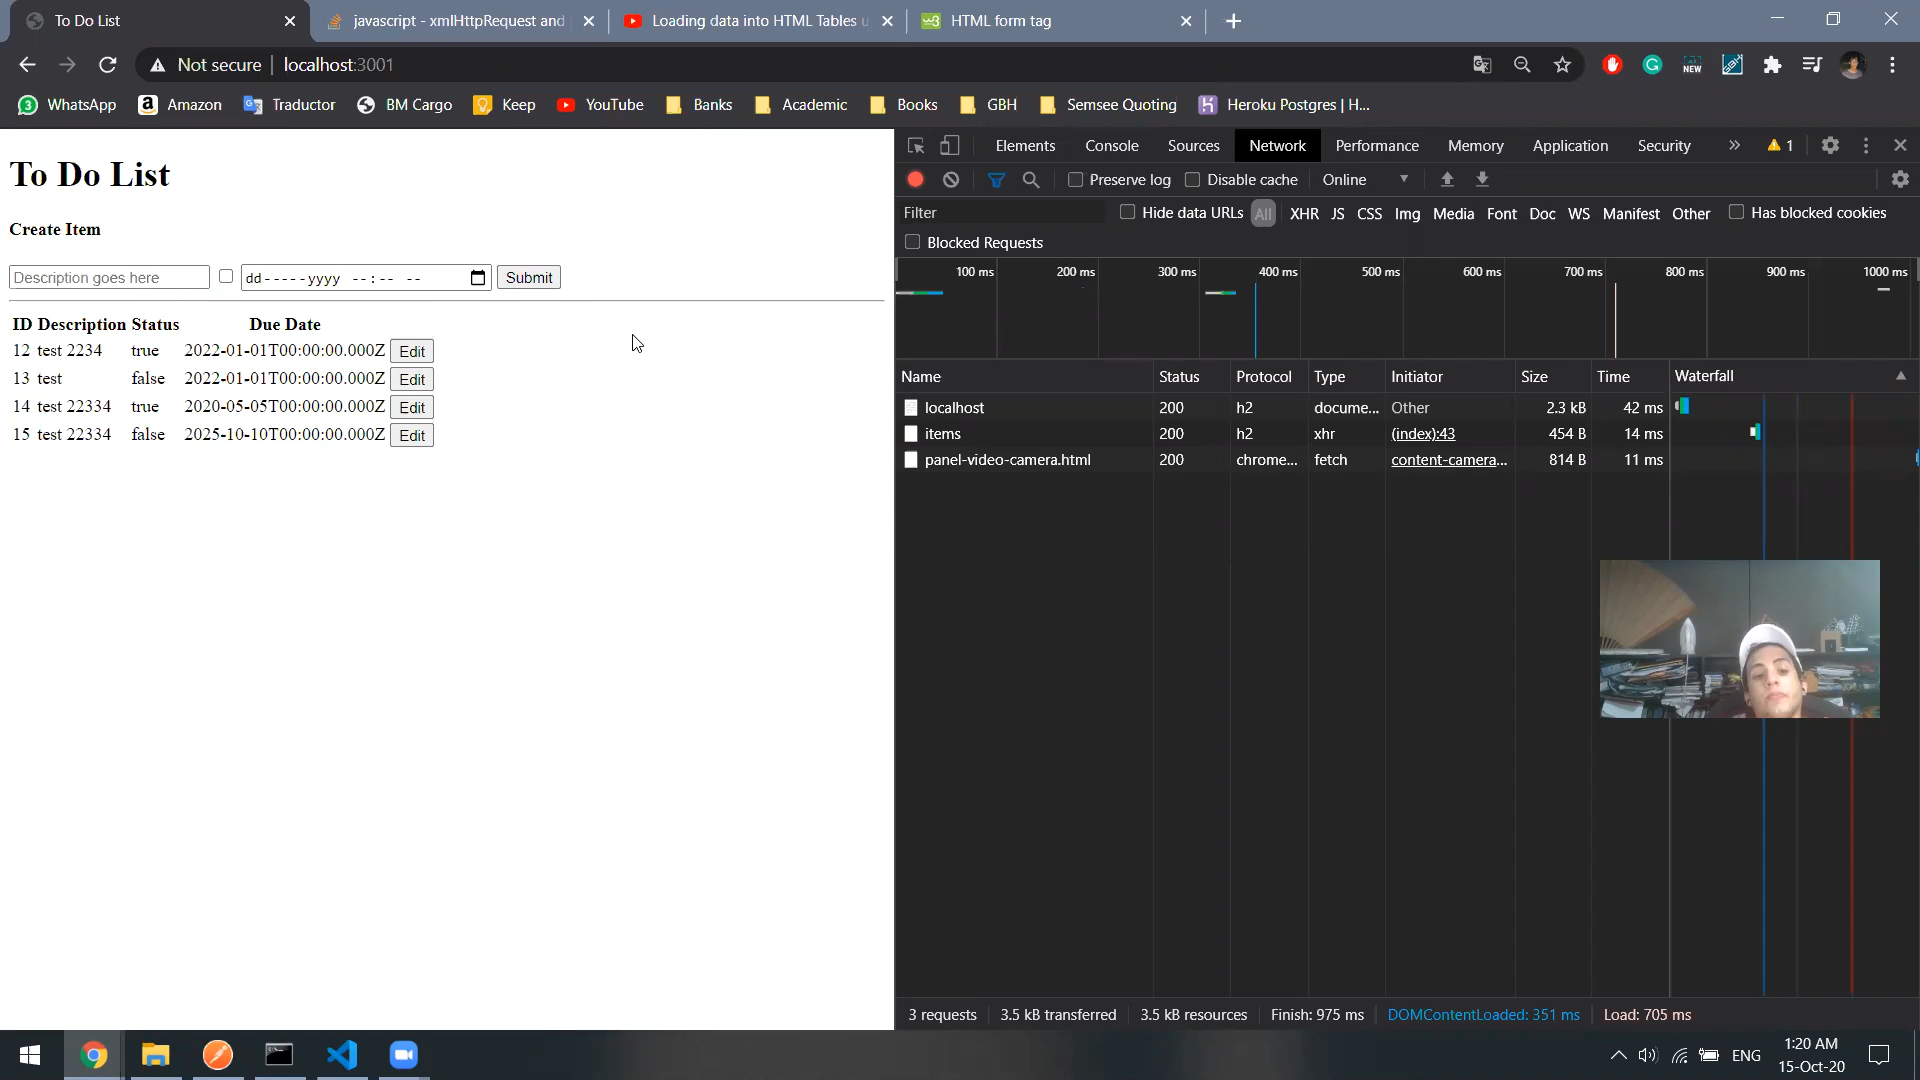 To Do List
javascript - xmlHttpRequest and
Loading data into HTML Tables u
HTML form tag
Not secure | localhost:3001
WhatsApp Amazon Traductor BM Cargo Keep YouTube Banks Academic Books GBH Semsee Quoting Heroku Postgres | H...
To Do List
Create Item
Description goes here dd-----yyyy --:-- -- Submit
ID Description Status Due Date
12 test 2234 true 2022-01-01T00:00:00.000Z Edit
13 test false 2022-01-01T00:00:00.000Z Edit
14 test 22334 true 2020-05-05T00:00:00.000Z Edit
15 test 22334 false 2025-10-10T00:00:00.000Z Edit
Elements Console Sources Network Performance Memory Application Security » 1
Preserve log Disable cache Online
Filter Hide data URLs All XHR JS CSS Img Media Font Doc WS Manifest Other Has blocked cookies
Blocked Requests
100 ms 200 ms 300 ms 400 ms 500 ms 600 ms 700 ms 800 ms 900 ms 1000 ms
Name Status Protocol Type Initiator Size Time Waterfall
localhost 200 h2 docume... Other 2.3 kB 42 ms
items 200 h2 xhr (index):43 454 B 14 ms
panel-video-camera.html 200 chrome... fetch content-camera... 814 B 11 ms
3 requests 3.5 kB transferred 3.5 kB resources Finish: 975 ms DOMContentLoaded: 351 ms Load: 705 ms
ENG
1:20 AM
15-Oct-20